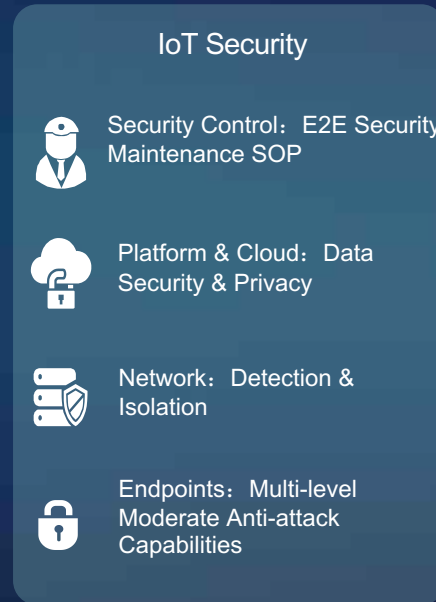 IoT Security
Security Control：E2E Security
Maintenance SOP
Platform & Cloud：Data
Security & Privacy
Network：Detection &
Isolation
Endpoints：Multi-level
Moderate Anti-attack
Capabilities